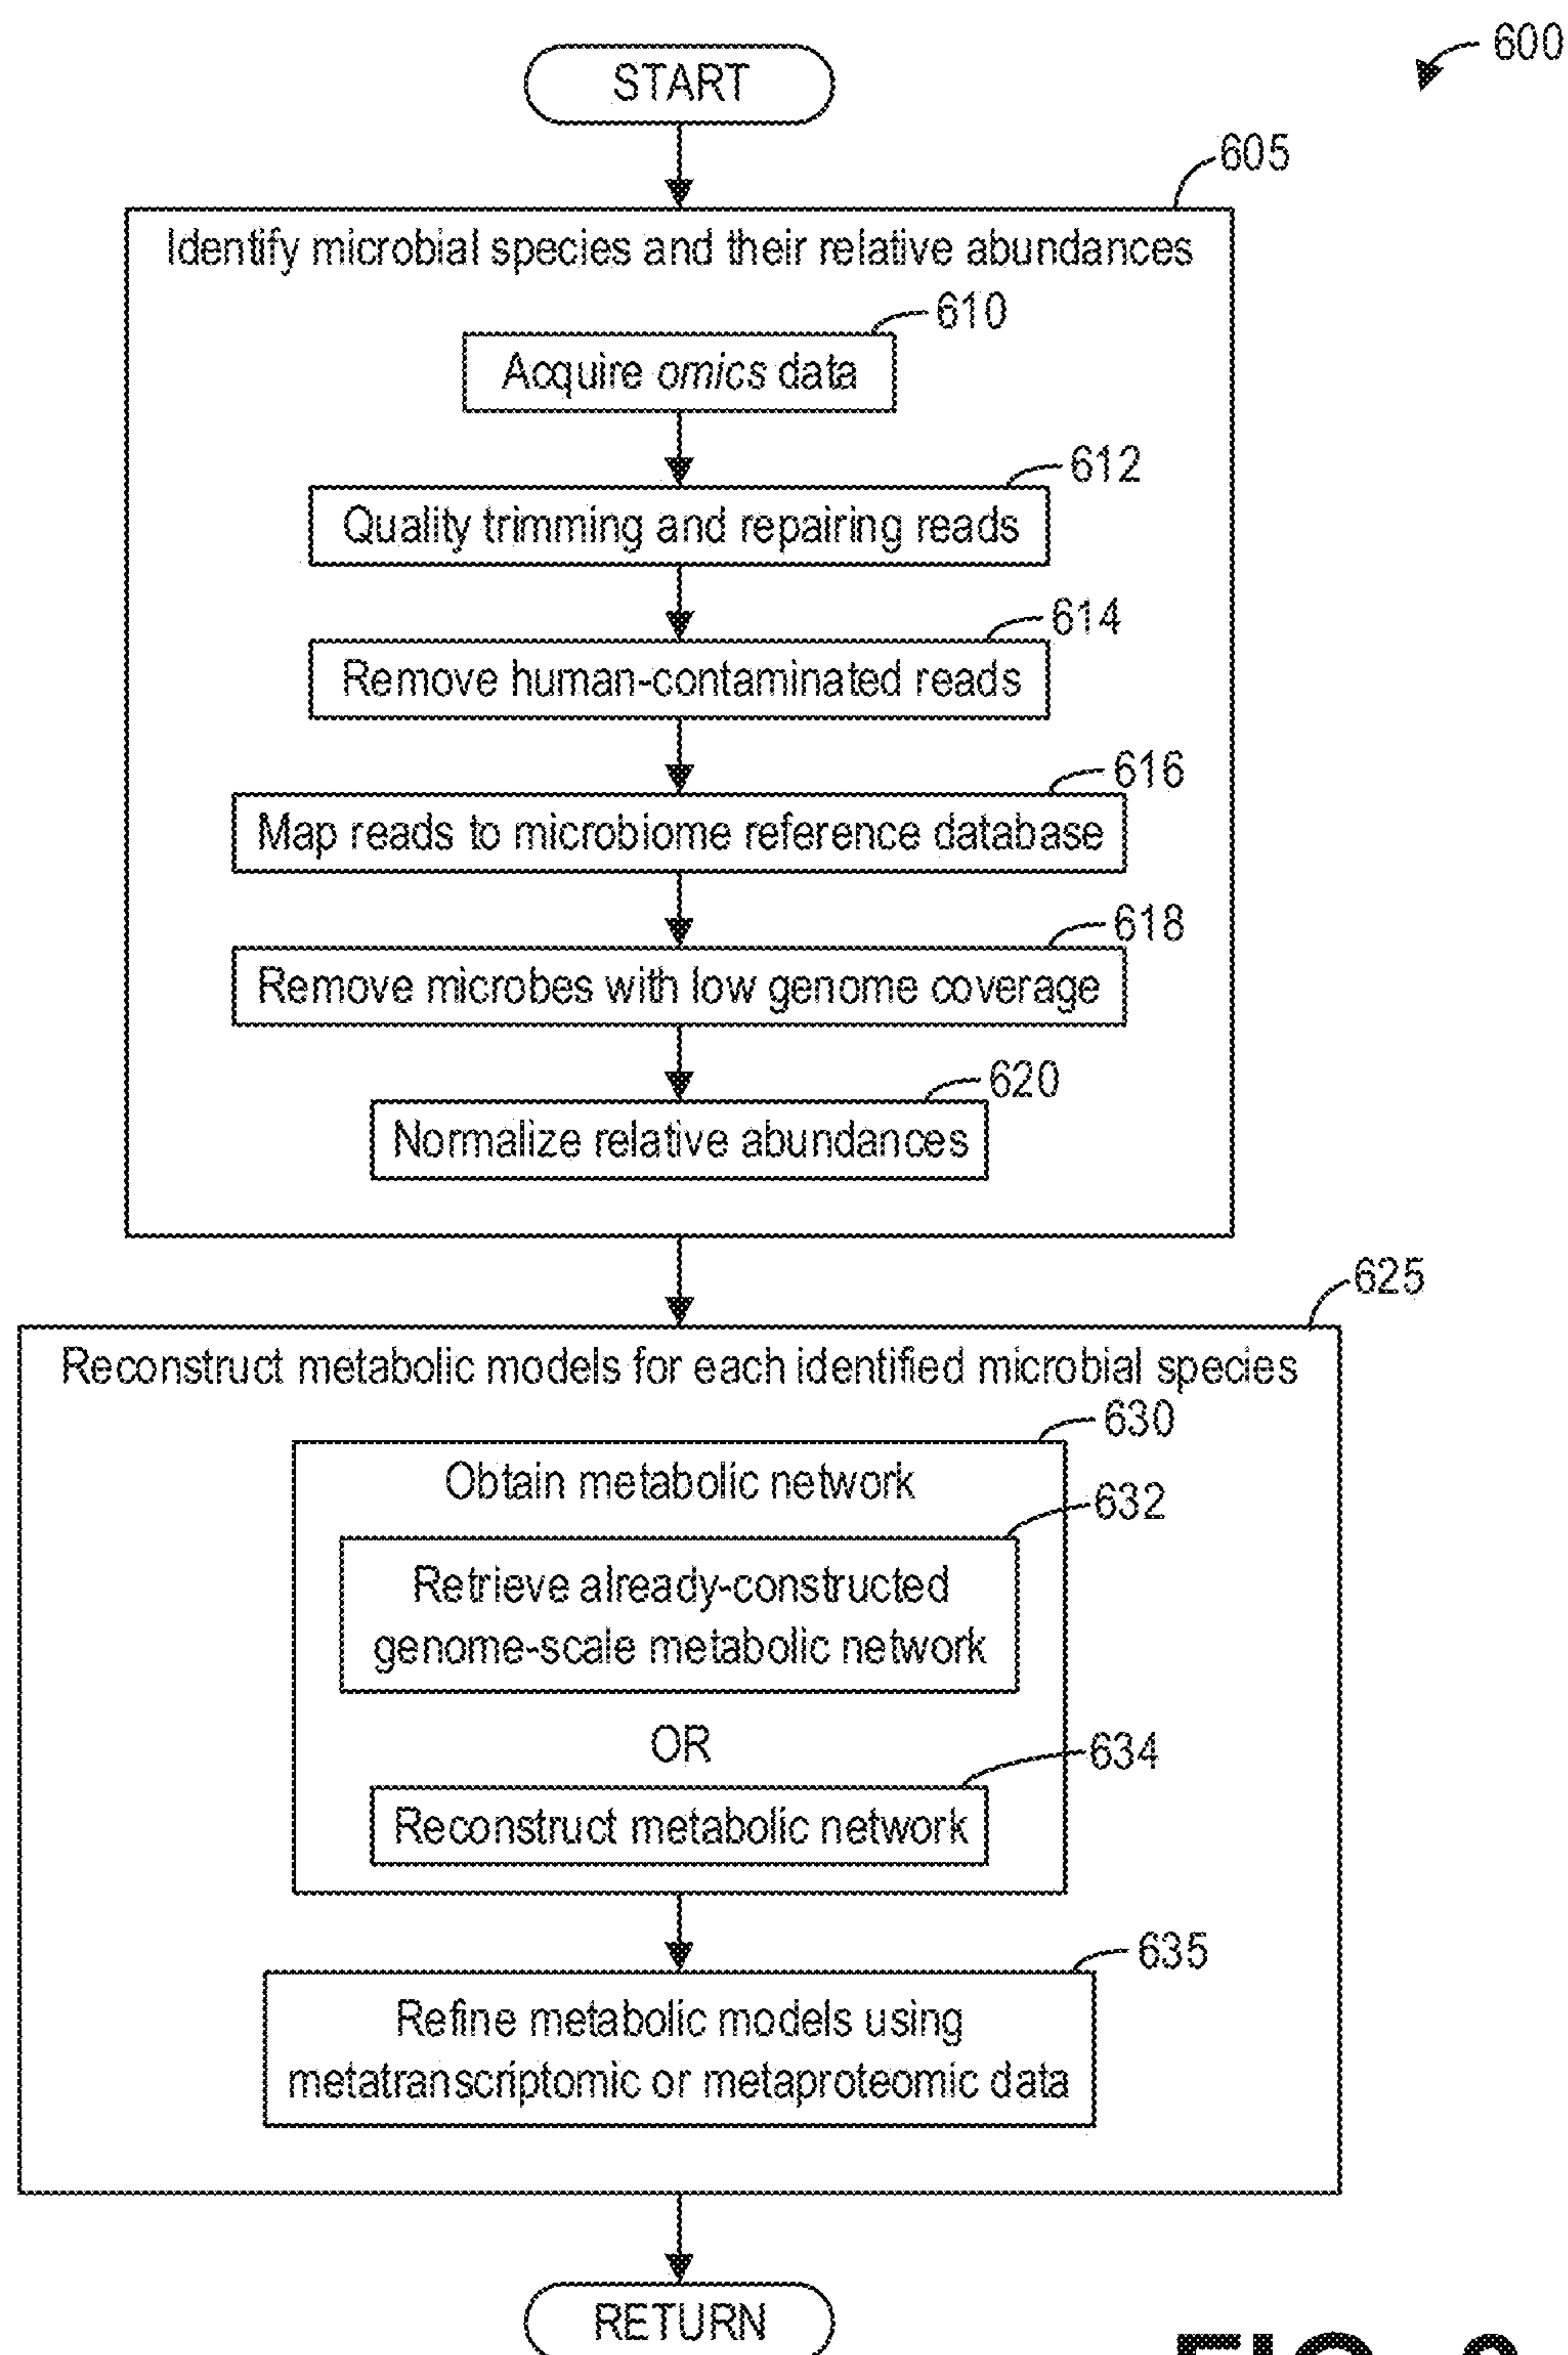 600
START
605
Identify microbial species and their relative abundances
610
Acquire omics data
612
Quality trimming and repairing reads
614
Remove human-contaminated reads
616
Map reads to microbiome reference database
618
Remove microbes with low genome coverage
620
Normalize relative abundances
625
Reconstruct metabolic models for each identified microbial species
630
Obtain metabolic network
632
Retrieve already-constructed
genome-scale metabolic network
OR
634
Reconstruct metabolic network
635
Refine metabolic models using
metatranscriptomic or metaproteomic data
RETURN